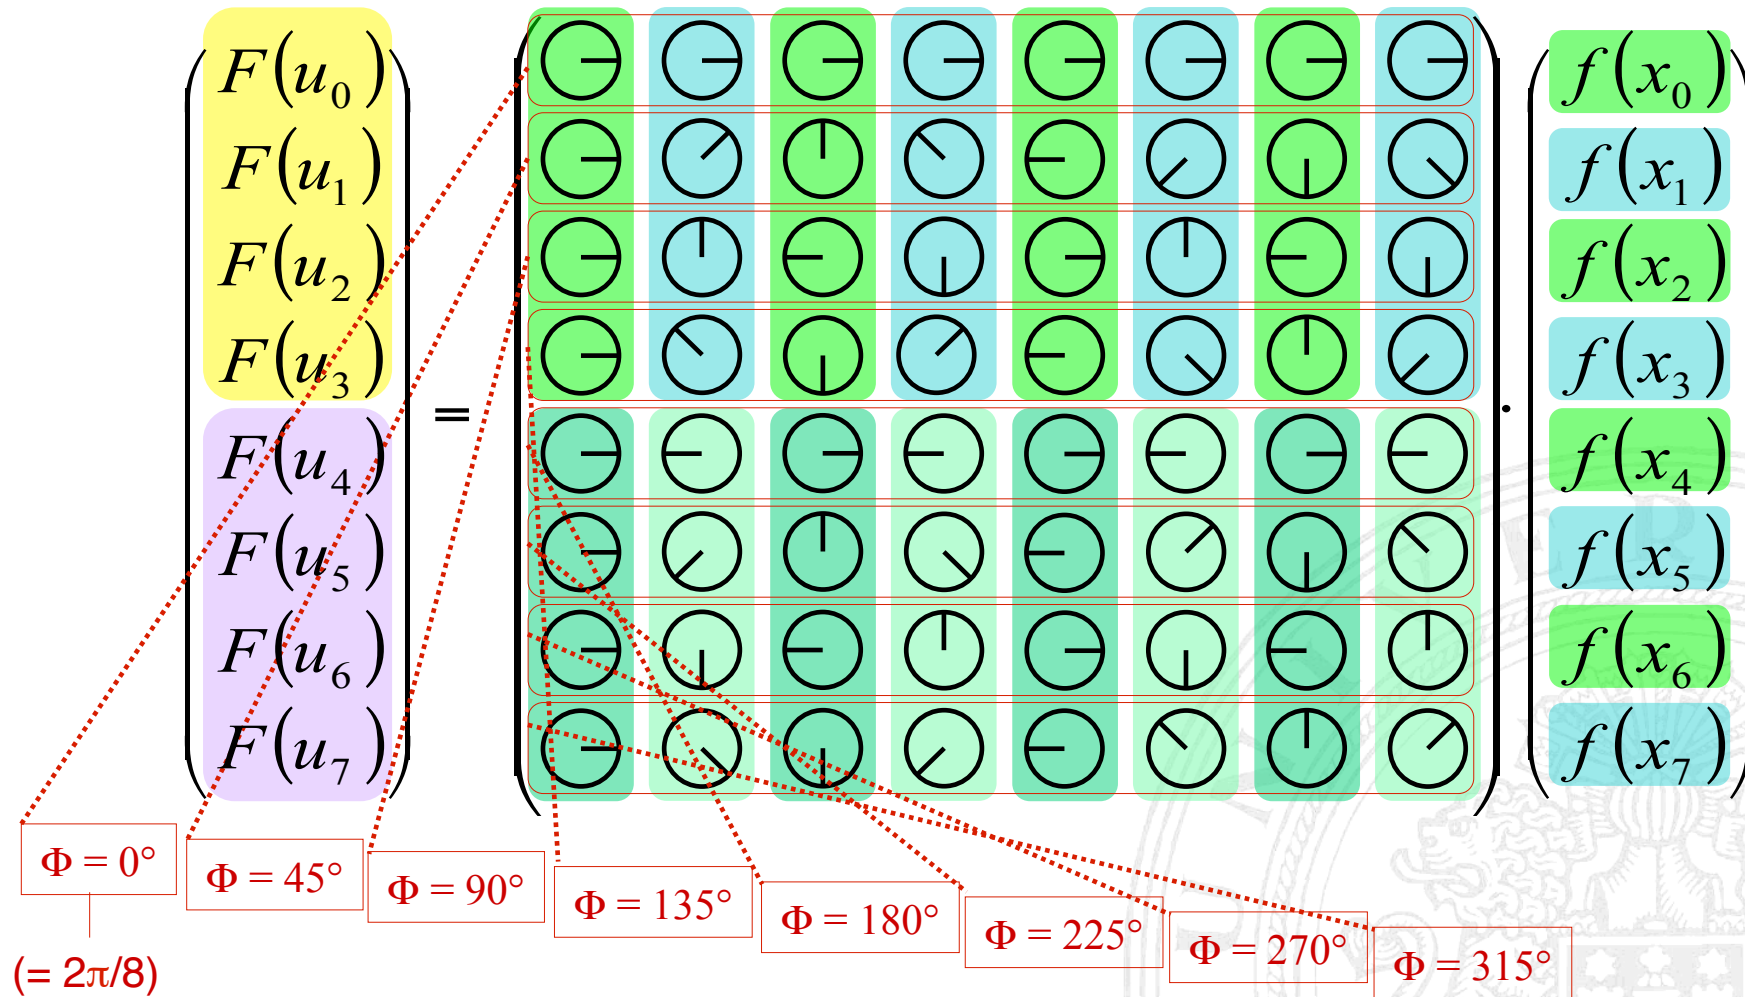 F(u₀)
F(u₁)
F(u₂)
F(u₃)
F(u₄)
F(u₅)
F(u₆)
F(u₇)
=
·
f(x₀)
f(x₁)
f(x₂)
f(x₃)
f(x₄)
f(x₅)
f(x₆)
f(x₇)
Φ = 0°
Φ = 45°
Φ = 90°
Φ = 135°
Φ = 180°
Φ = 225°
Φ = 270°
Φ = 315°
(= 2π/8)